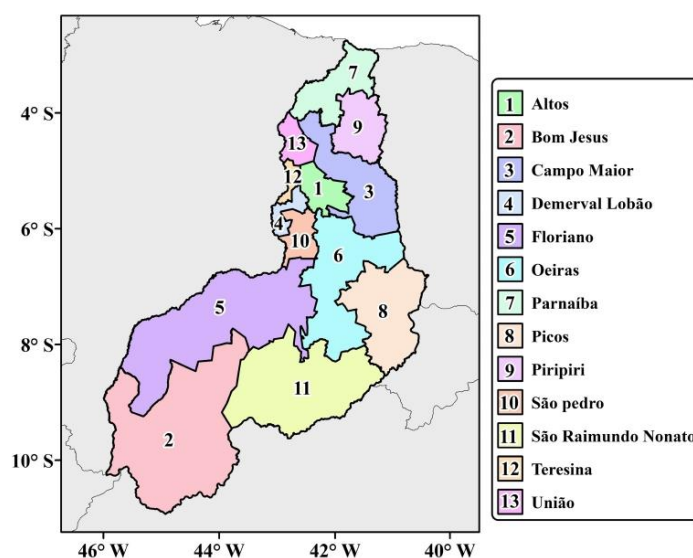 7
4° S
9
13
12
1
3
6° S
4
10
6
5
8
8° S
11
2
10° S
46° W
44° W
42° W
40° W
1 Altos
2 Bom Jesus
3 Campo Maior
4 Demerval Lobão
5 Floriano
6 Oeiras
7 Parnaíba
8 Picos
9 Piripiri
10 São pedro
11 São Raimundo Nonato
12 Teresina
13 União